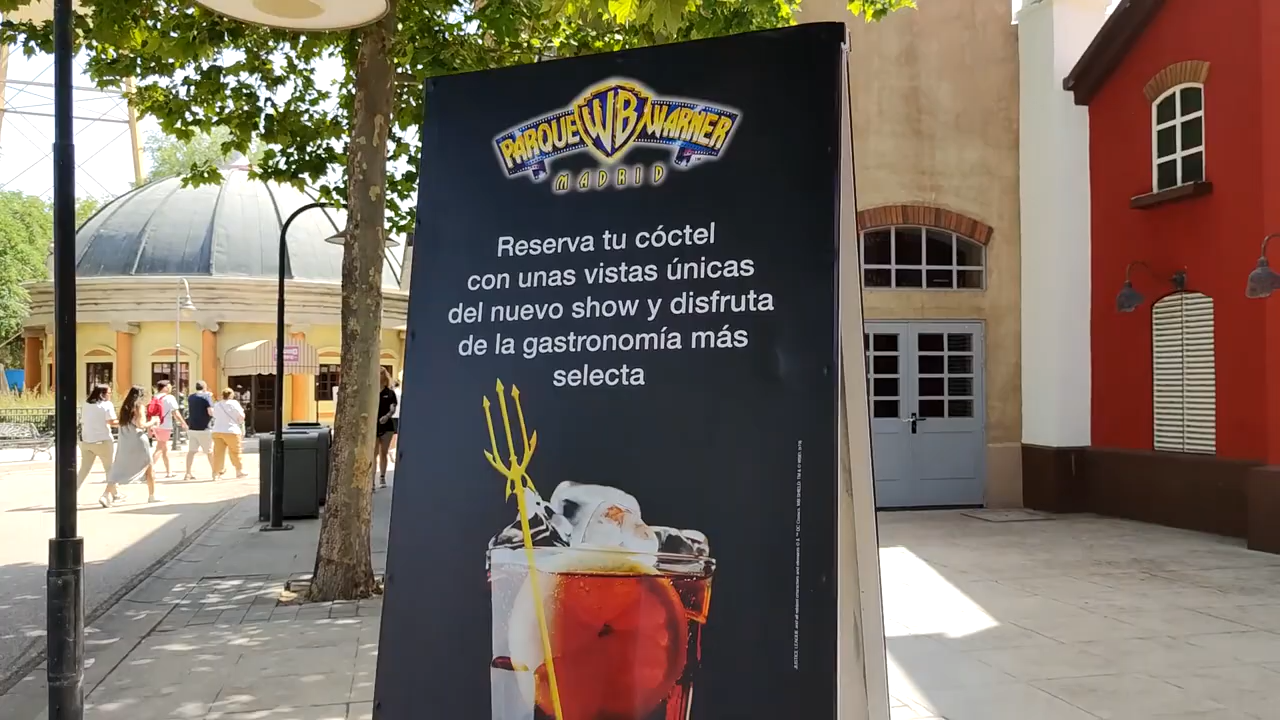 PARQUE WB WARNER
MADRID
Reserva tu cóctel
con unas vistas únicas
del nuevo show y disfruta
de la gastronomía más
selecta